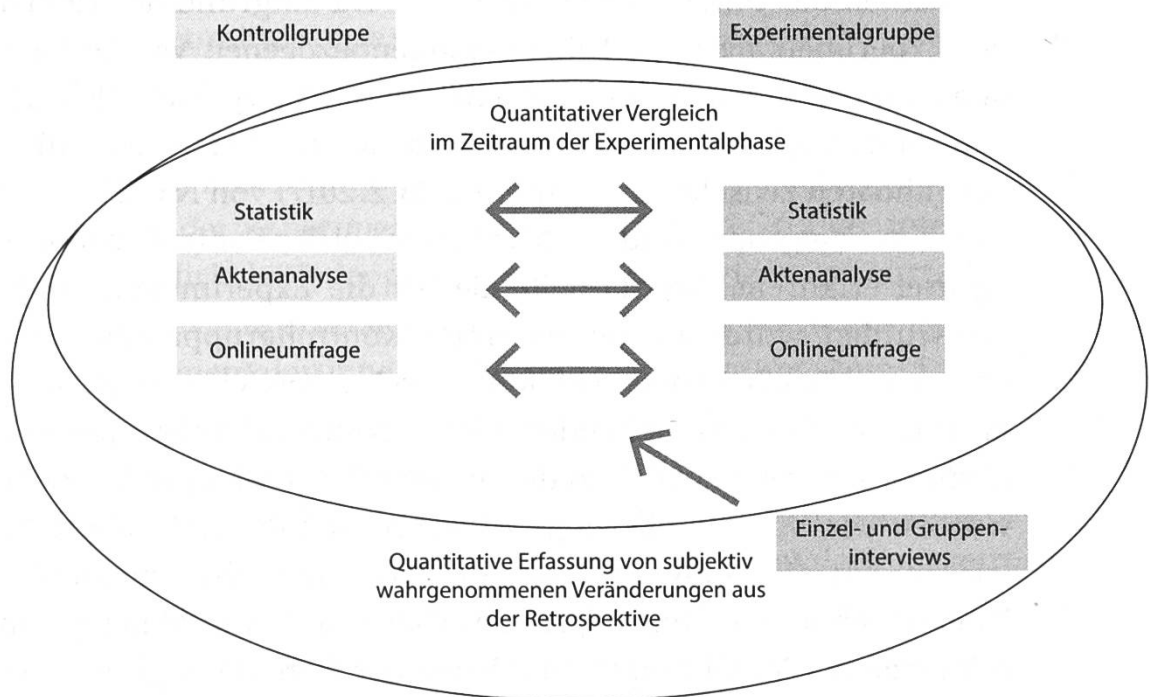 Kontrollgruppe
Experimentalgruppe
Quantitativer Vergleich
im Zeitraum der Experimentalphase
Statistik
Statistik
Aktenanalyse
Aktenanalyse
Onlineumfrage
Onlineumfrage
Einzel- und Gruppen-
interviews
Quantitative Erfassung von subjektiv
wahrgenommenen Veränderungen aus
der Retrospektive